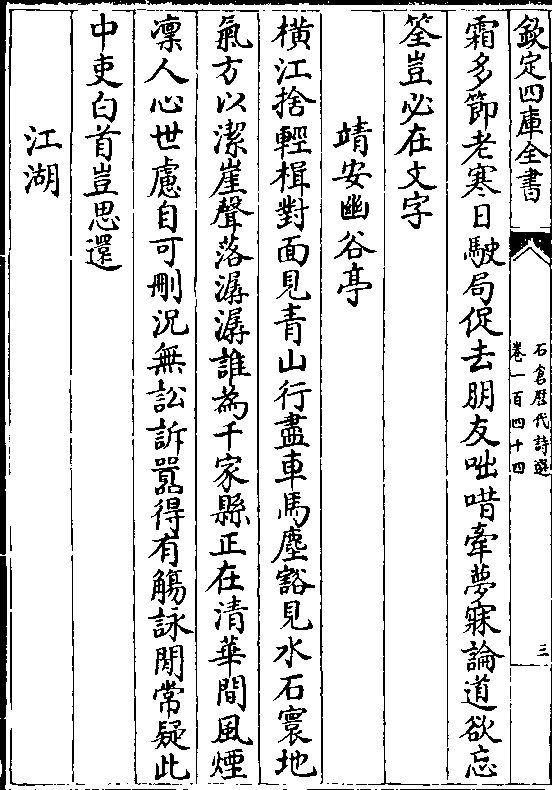 欽定四庫全書
石倉歴代詩選
卷一百四十四
三
霜多節老寒日駛局促去朋友咄唶牽夢寐論道欲忘
筌豈必在文字
靖安幽谷亭
橫江捨輕楫對面見青山行盡車馬塵豁見水石寰地
氣方以潔崖聲落潺潺誰為千家縣正在清華間風煙
凜人心世慮自可刪況無訟訴嚚得有觴詠閒常疑此
中吏白首豈思還
江湖